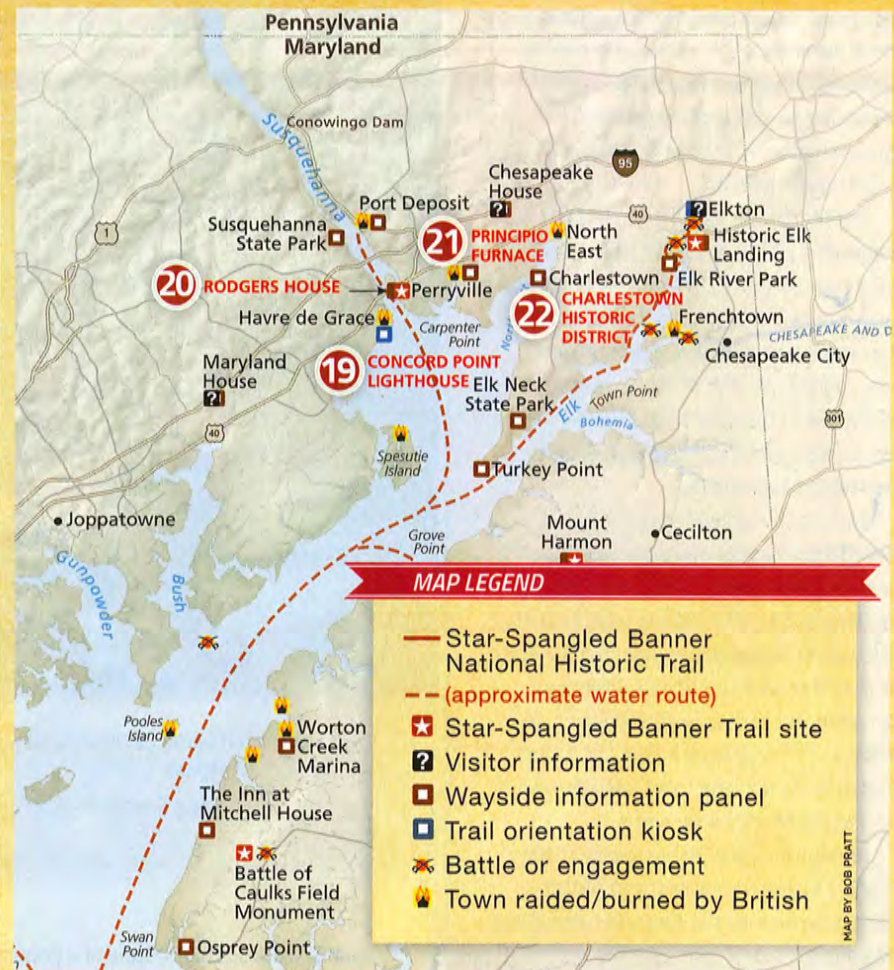 Pennsylvania
Maryland
Conowingo Dam
Susquehanna
Chesapeake
House
95
Port Deposit
40
Elkton
1
Susquehanna
State Park
21
PRINCIPIO
FURNACE
North
East
Historic Elk
Landing
20
RODGERS HOUSE
Perryville
Charlestown
Elk River Park
Havre de Grace
Carpenter
Point
North
22
CHARLESTOWN
HISTORIC
DISTRICT
Frenchtown
CHESAPEAKE AND D
Chesapeake City
Maryland
House
19
CONCORD POINT
LIGHTHOUSE
Elk Neck
State Park
Elk
Town Point
Bohemia
301
40
Spesutie
Island
Turkey Point
Joppatowne
Grove
Point
Mount
Harmon
Cecilton
Gunpowder
Bush
MAP LEGEND
Star-Spangled Banner
National Historic Trail
(approximate water route)
Star-Spangled Banner Trail site
? Visitor information
Wayside information panel
Trail orientation kiosk
Battle or engagement
Town raided/burned by British
MAP BY BOB PRATT
Pooles
Island
Worton
Creek
Marina
The Inn at
Mitchell House
Battle of
Caulks Field
Monument
Swan
Point
Osprey Point